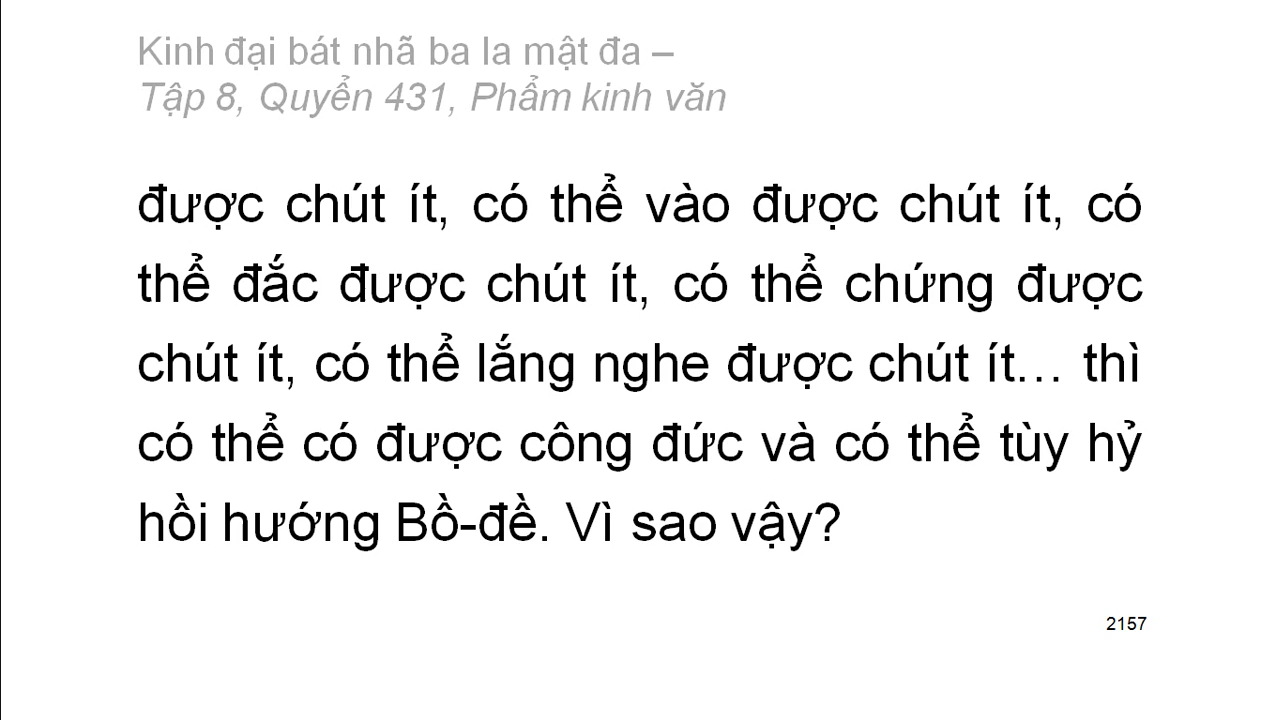 Kinh đại bát nhã ba la mật đa –
Tập 8, Quyển 431, Phẩm kinh văn
được chút ít, có thể vào được chút ít, có
thể đắc được chút ít, có thể chứng được
chút ít, có thể lắng nghe được chút ít… thì
có thể có được công đức và có thể tùy hỷ
hồi hướng Bồ-đề. Vì sao vậy?
2157